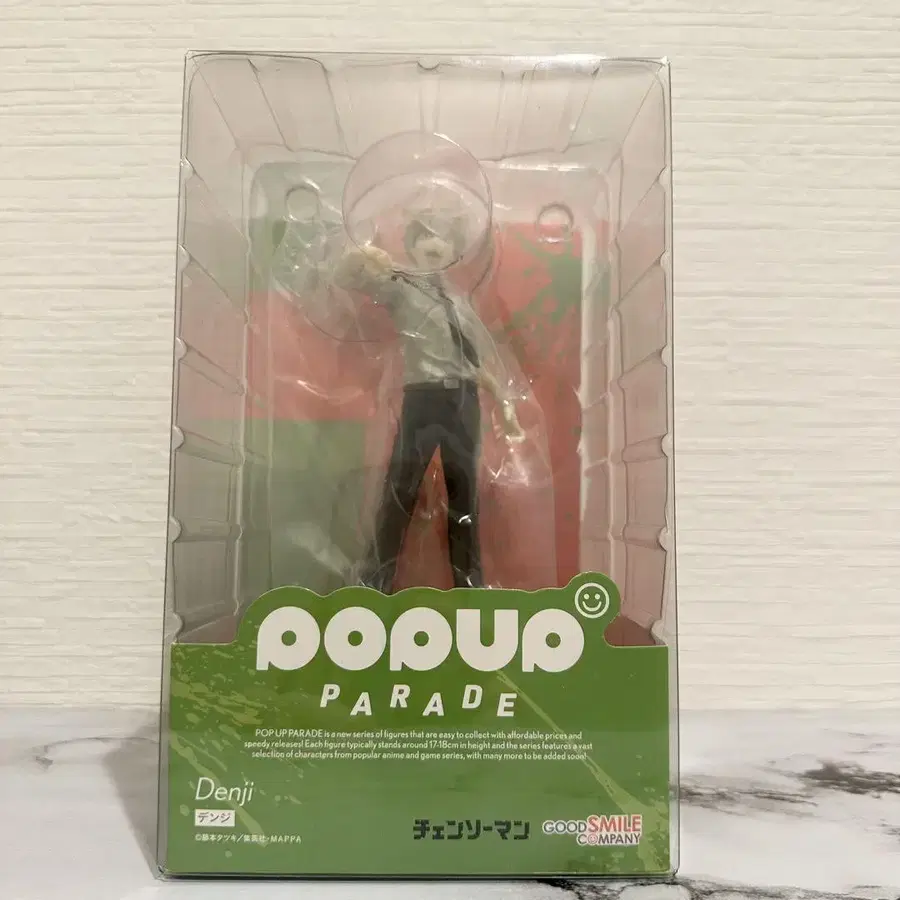 POPUP
PARADE
POP UP PARADE is a new series of figures that are easy to collect with affordable prices and
speedy releases! Each figure typically stands around 17-18cm in height and the series features a vast
selection of characters from popular anime and game series, with many more to be added soon!
Denji
デンジ
©藤本タツキ/集英社・MAPPA
チェンソーマン
GOOD SMILE
COMPANY